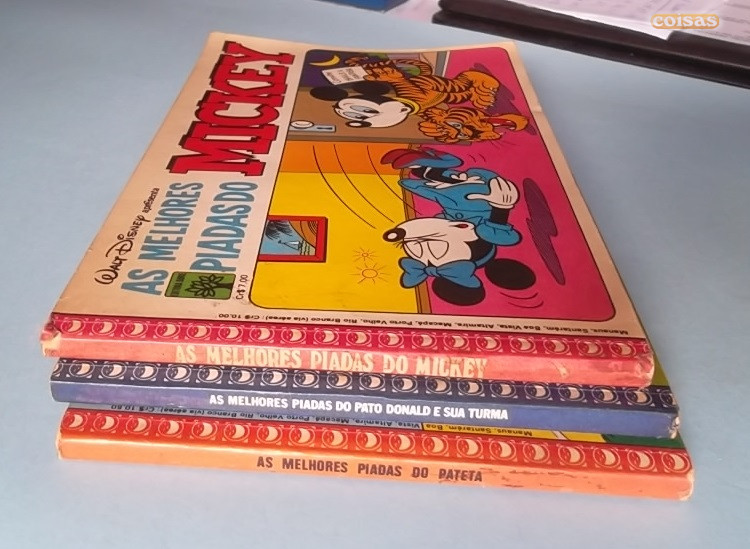 coisas
WALT DISNEY apresenta
AS MELHORES
PIADAS DO
MICKEY
Cr$ 7,00
Manaus, Santarém, Boa Vista, Altamira, Macapá, Porto Velho, Rio Branco (via aérea): Cr$ 10,00
AS MELHORES PIADAS DO MICKEY
AS MELHORES PIADAS DO PATO DONALD E SUA TURMA
Manaus, Santarém, Boa Vista, Altamira, Macapá, Porto Velho, Rio Branco (via aérea): Cr$ 10,00
AS MELHORES PIADAS DO PATETA